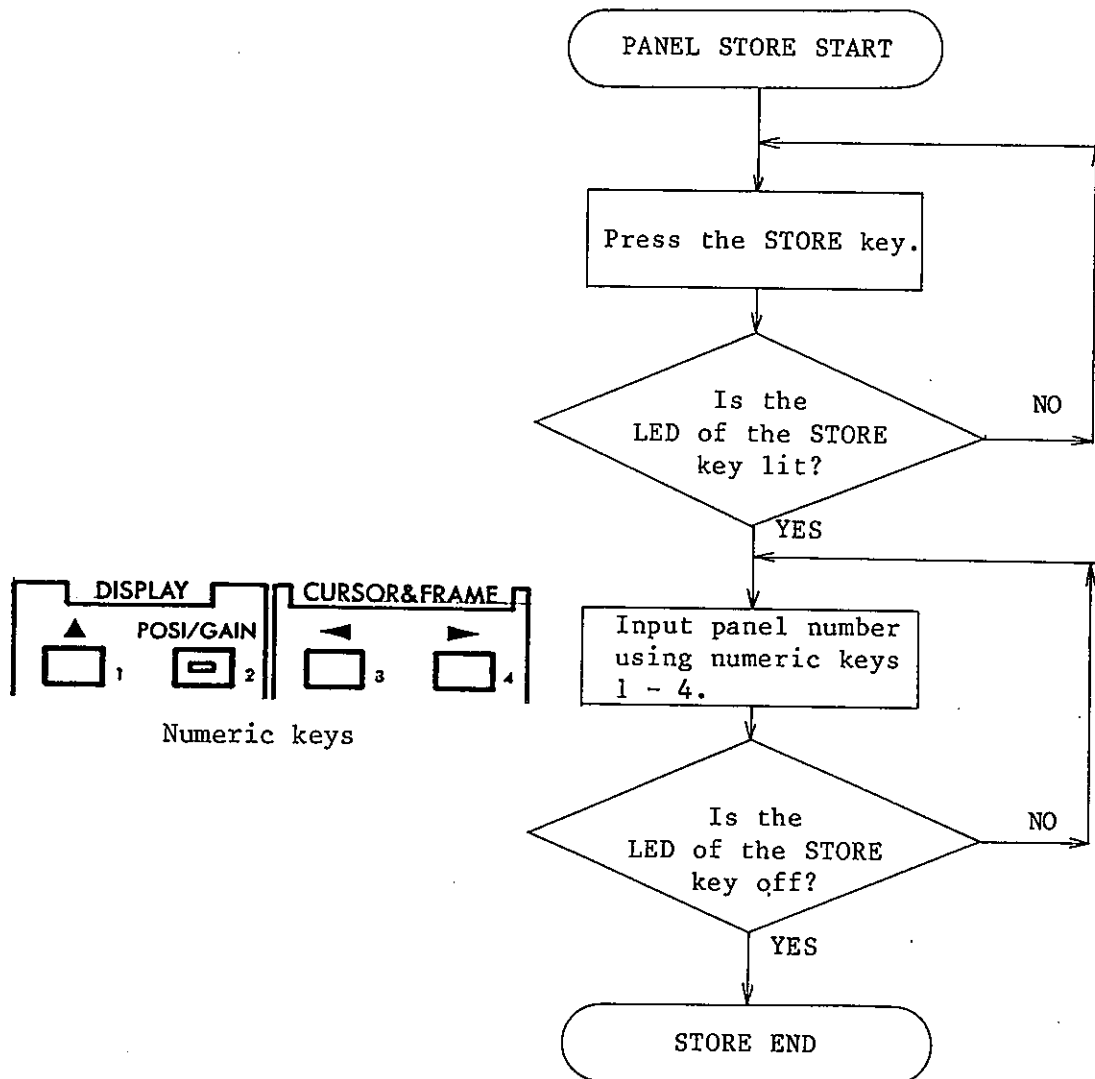 PANEL STORE START
Press the STORE key.
Is the
LED of the STORE
key lit?
NO
YES
DISPLAY
CURSOR&FRAME
POSI/GAIN
1
2
3
4
Numeric keys
Input panel number
using numeric keys
1 - 4.
Is the
LED of the STORE
key off?
NO
YES
STORE END